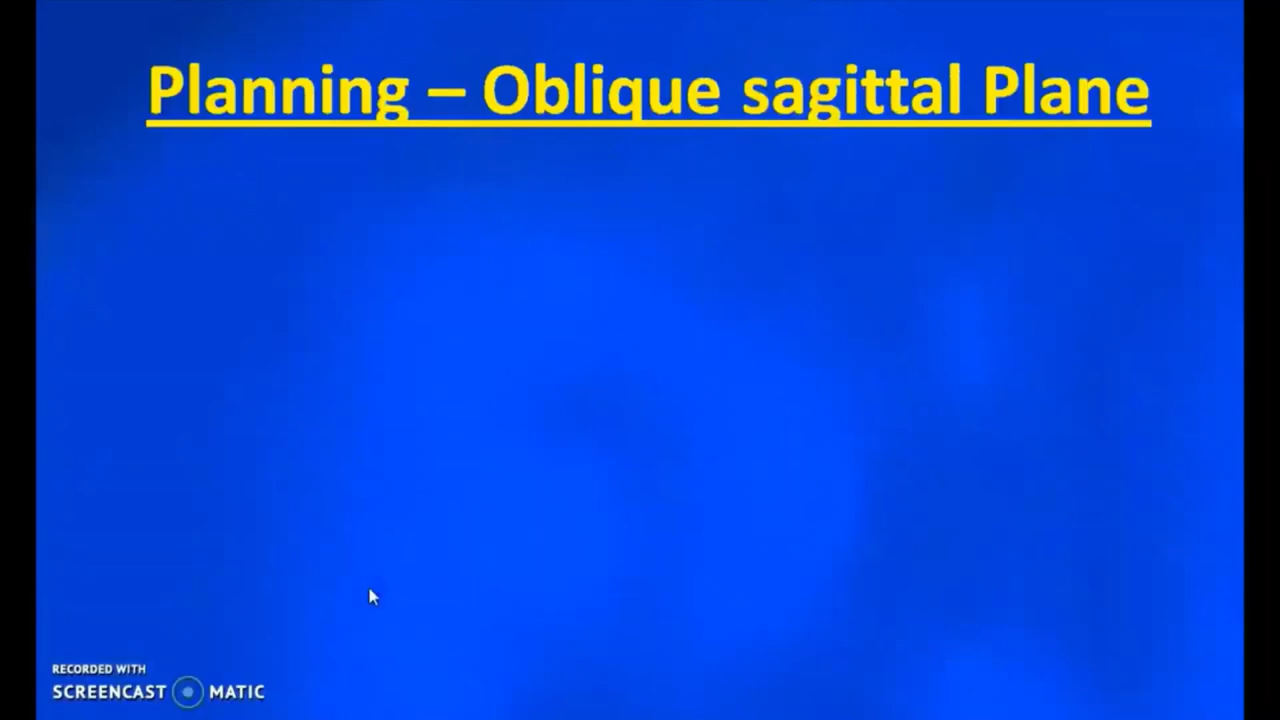 Planning – Oblique sagittal Plane
RECORDED WITH
SCREENCAST MATIC